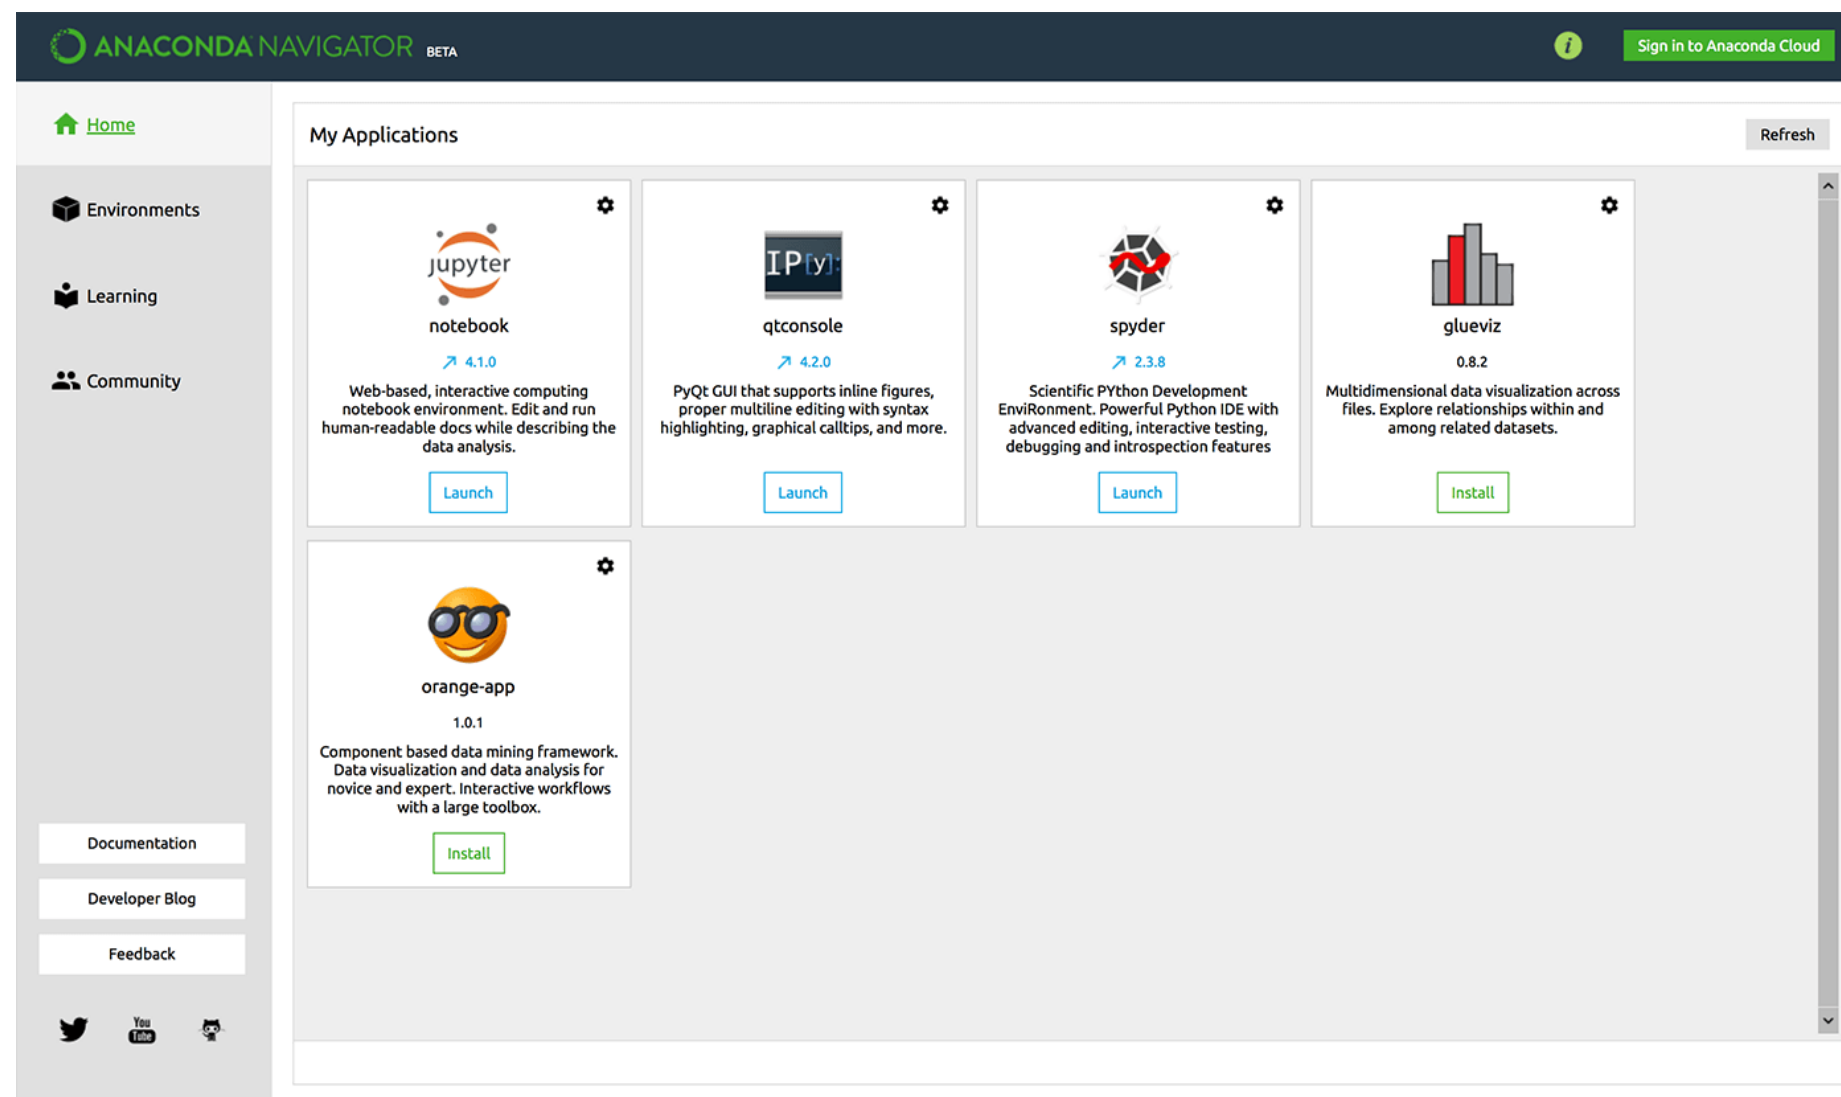 ANACONDA NAVIGATOR BETA
i
Sign in to Anaconda Cloud
Home
Environments
Learning
Community
Documentation
Developer Blog
Feedback
You
Tube
My Applications
Refresh
jupyter
notebook
4.1.0
Web-based, interactive computing
notebook environment. Edit and run
human-readable docs while describing the
data analysis.
Launch
IP[y]:
qtconsole
4.2.0
PyQt GUI that supports inline figures,
proper multiline editing with syntax
highlighting, graphical calltips, and more.
Launch
spyder
2.3.8
Scientific PYthon Development
EnviRonment. Powerful Python IDE with
advanced editing, interactive testing,
debugging and introspection features
Launch
glueviz
0.8.2
Multidimensional data visualization across
files. Explore relationships within and
among related datasets.
Install
orange-app
1.0.1
Component based data mining framework.
Data visualization and data analysis for
novice and expert. Interactive workflows
with a large toolbox.
Install